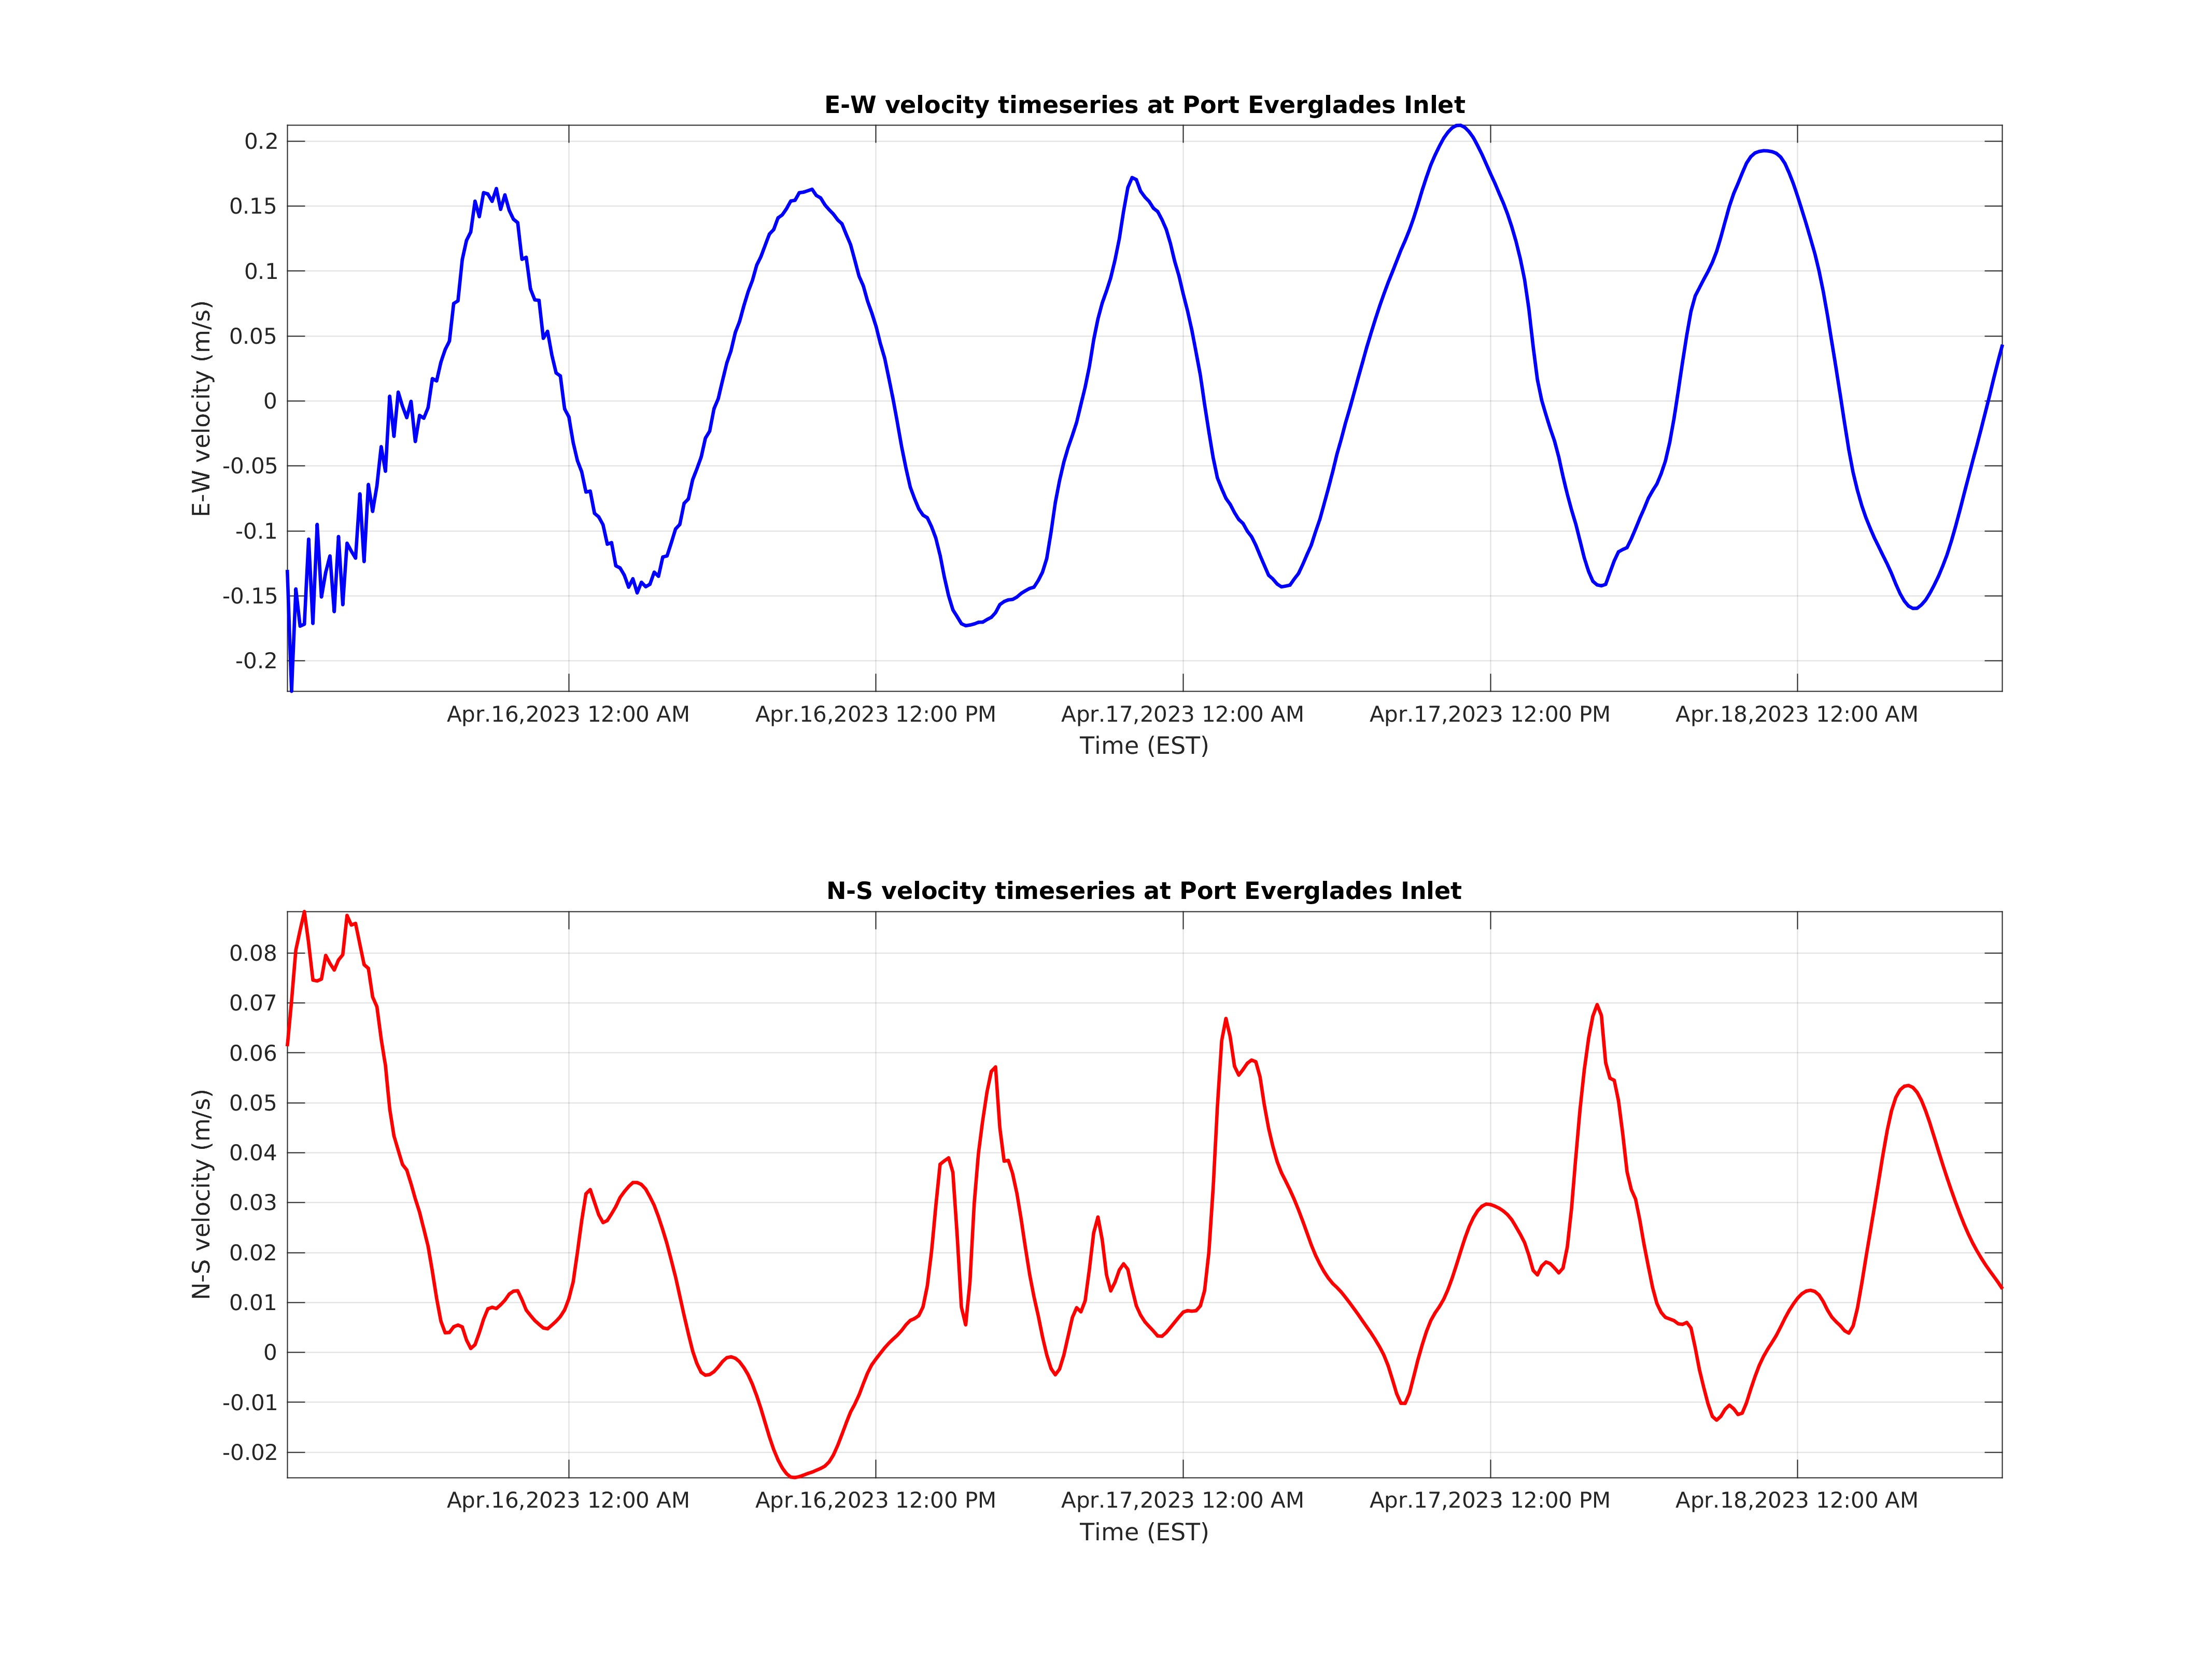 E-W velocity timeseries at Port Everglades Inlet
0.2
0.15
0.1
0.05
0
-0.05
-0.1
-0.15
-0.2
E-W velocity (m/s)
Apr.16,2023 12:00 AM Apr.16,2023 12:00 PM Apr.17,2023 12:00 AM Apr.17,2023 12:00 PM Apr.18,2023 12:00 AM
Time (EST)
N-S velocity timeseries at Port Everglades Inlet
0.08
0.07
0.06
0.05
0.04
0.03
0.02
0.01
0
-0.01
-0.02
N-S velocity (m/s)
Apr.16,2023 12:00 AM Apr.16,2023 12:00 PM Apr.17,2023 12:00 AM Apr.17,2023 12:00 PM Apr.18,2023 12:00 AM
Time (EST)